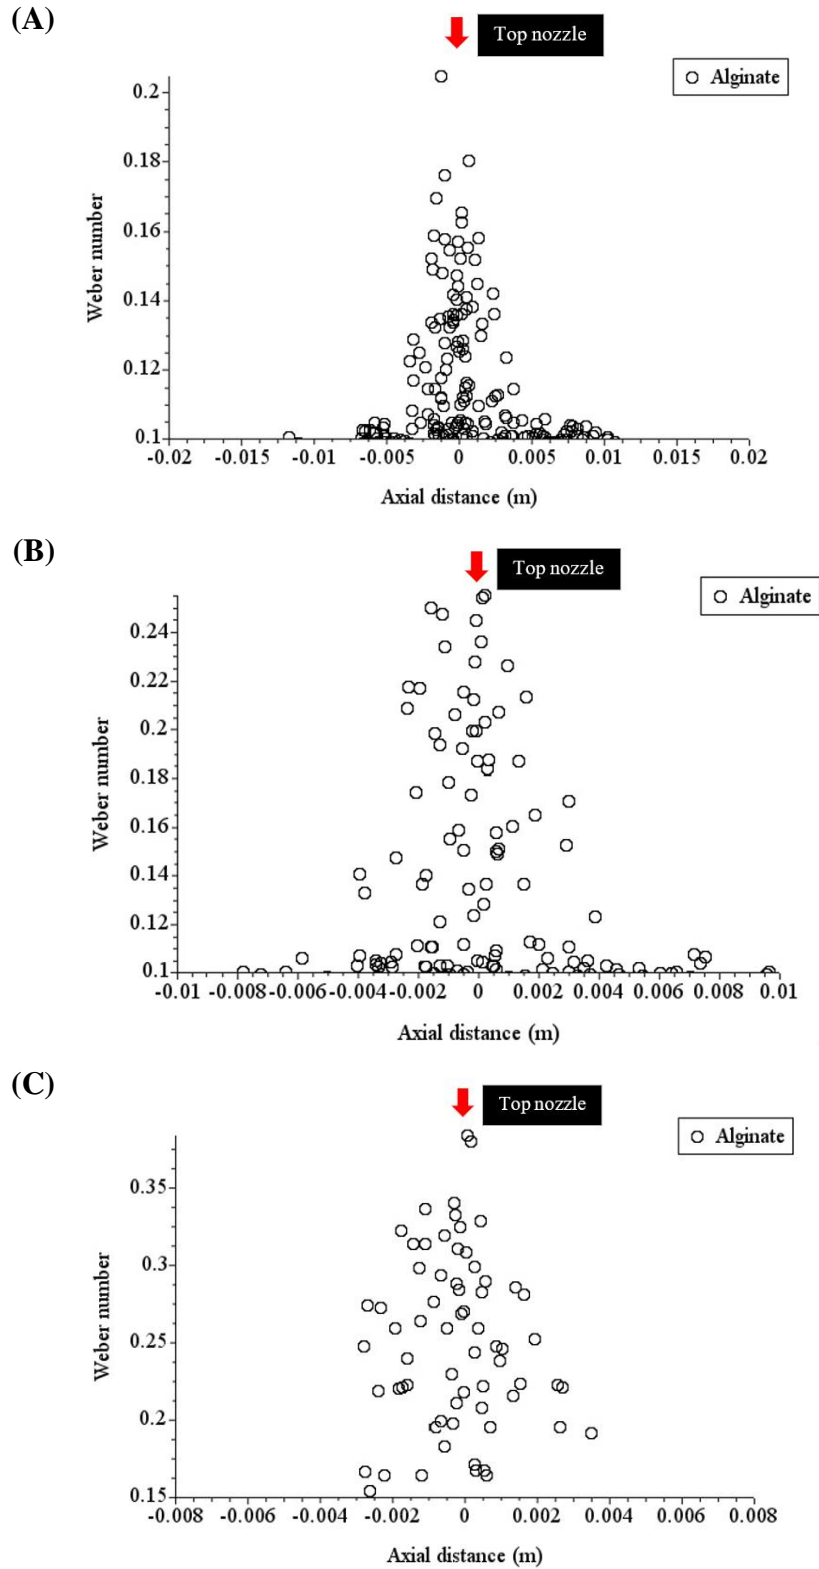 (A)
Top nozzle
Alginate
0.2
0.18
0.16
0.14
0.12
0.1
Weber number
-0.02 -0.015 -0.01 -0.005 0 0.005 0.01 0.015 0.02
Axial distance (m)
(B)
Top nozzle
Alginate
0.24
0.22
0.2
0.18
0.16
0.14
0.12
0.1
Weber number
-0.01 -0.008 -0.006 -0.004 -0.002 0 0.002 0.004 0.006 0.008 0.01
Axial distance (m)
(C)
Top nozzle
Alginate
0.35
0.3
0.25
0.2
0.15
Weber number
-0.008 -0.006 -0.004 -0.002 0 0.002 0.004 0.006 0.008
Axial distance (m)